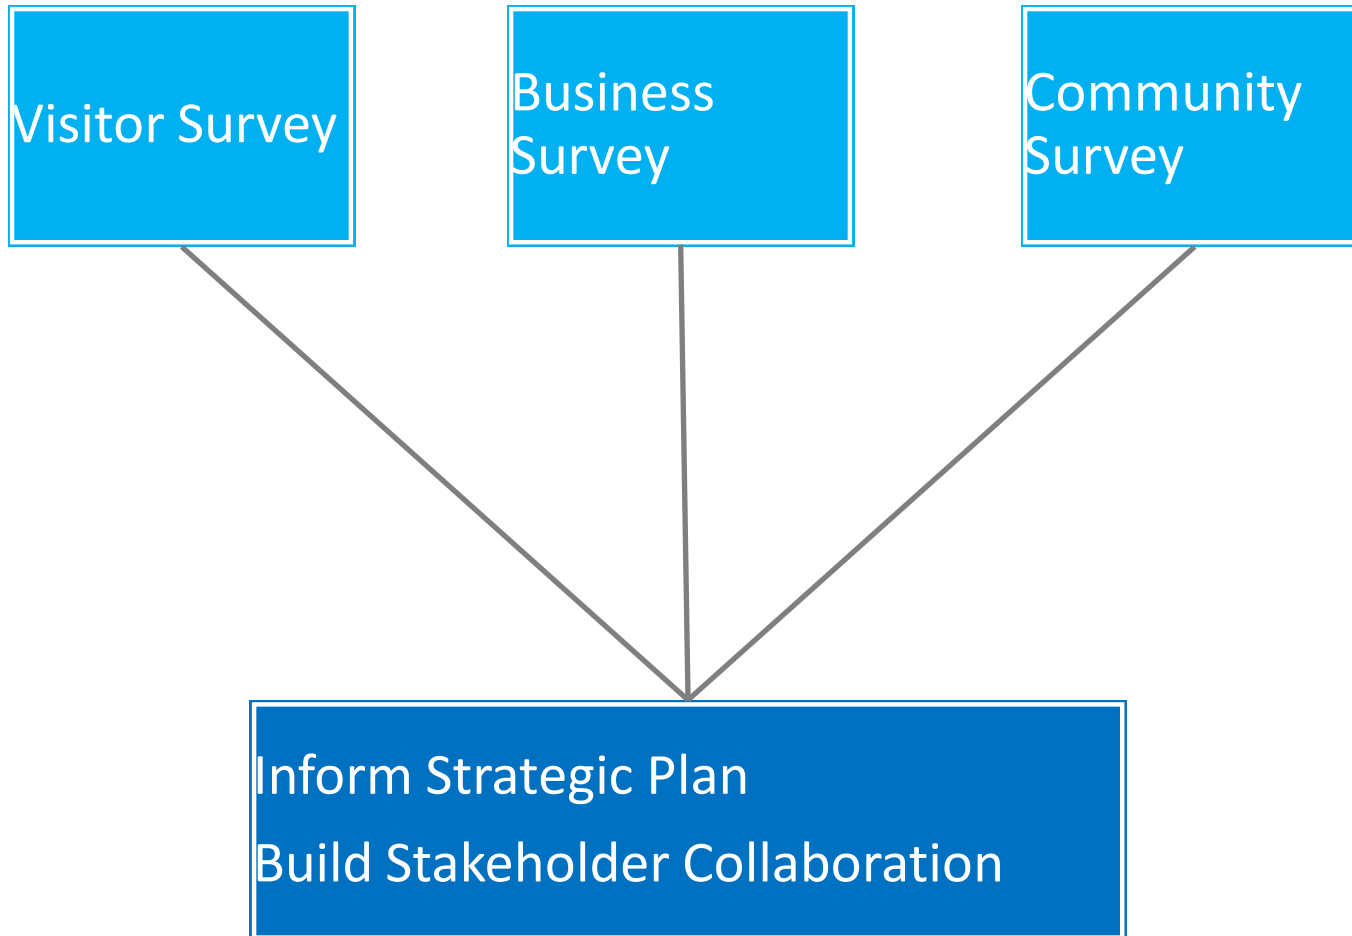 Visitor Survey
Business
Survey
Community
Survey
Inform Strategic Plan
Build Stakeholder Collaboration